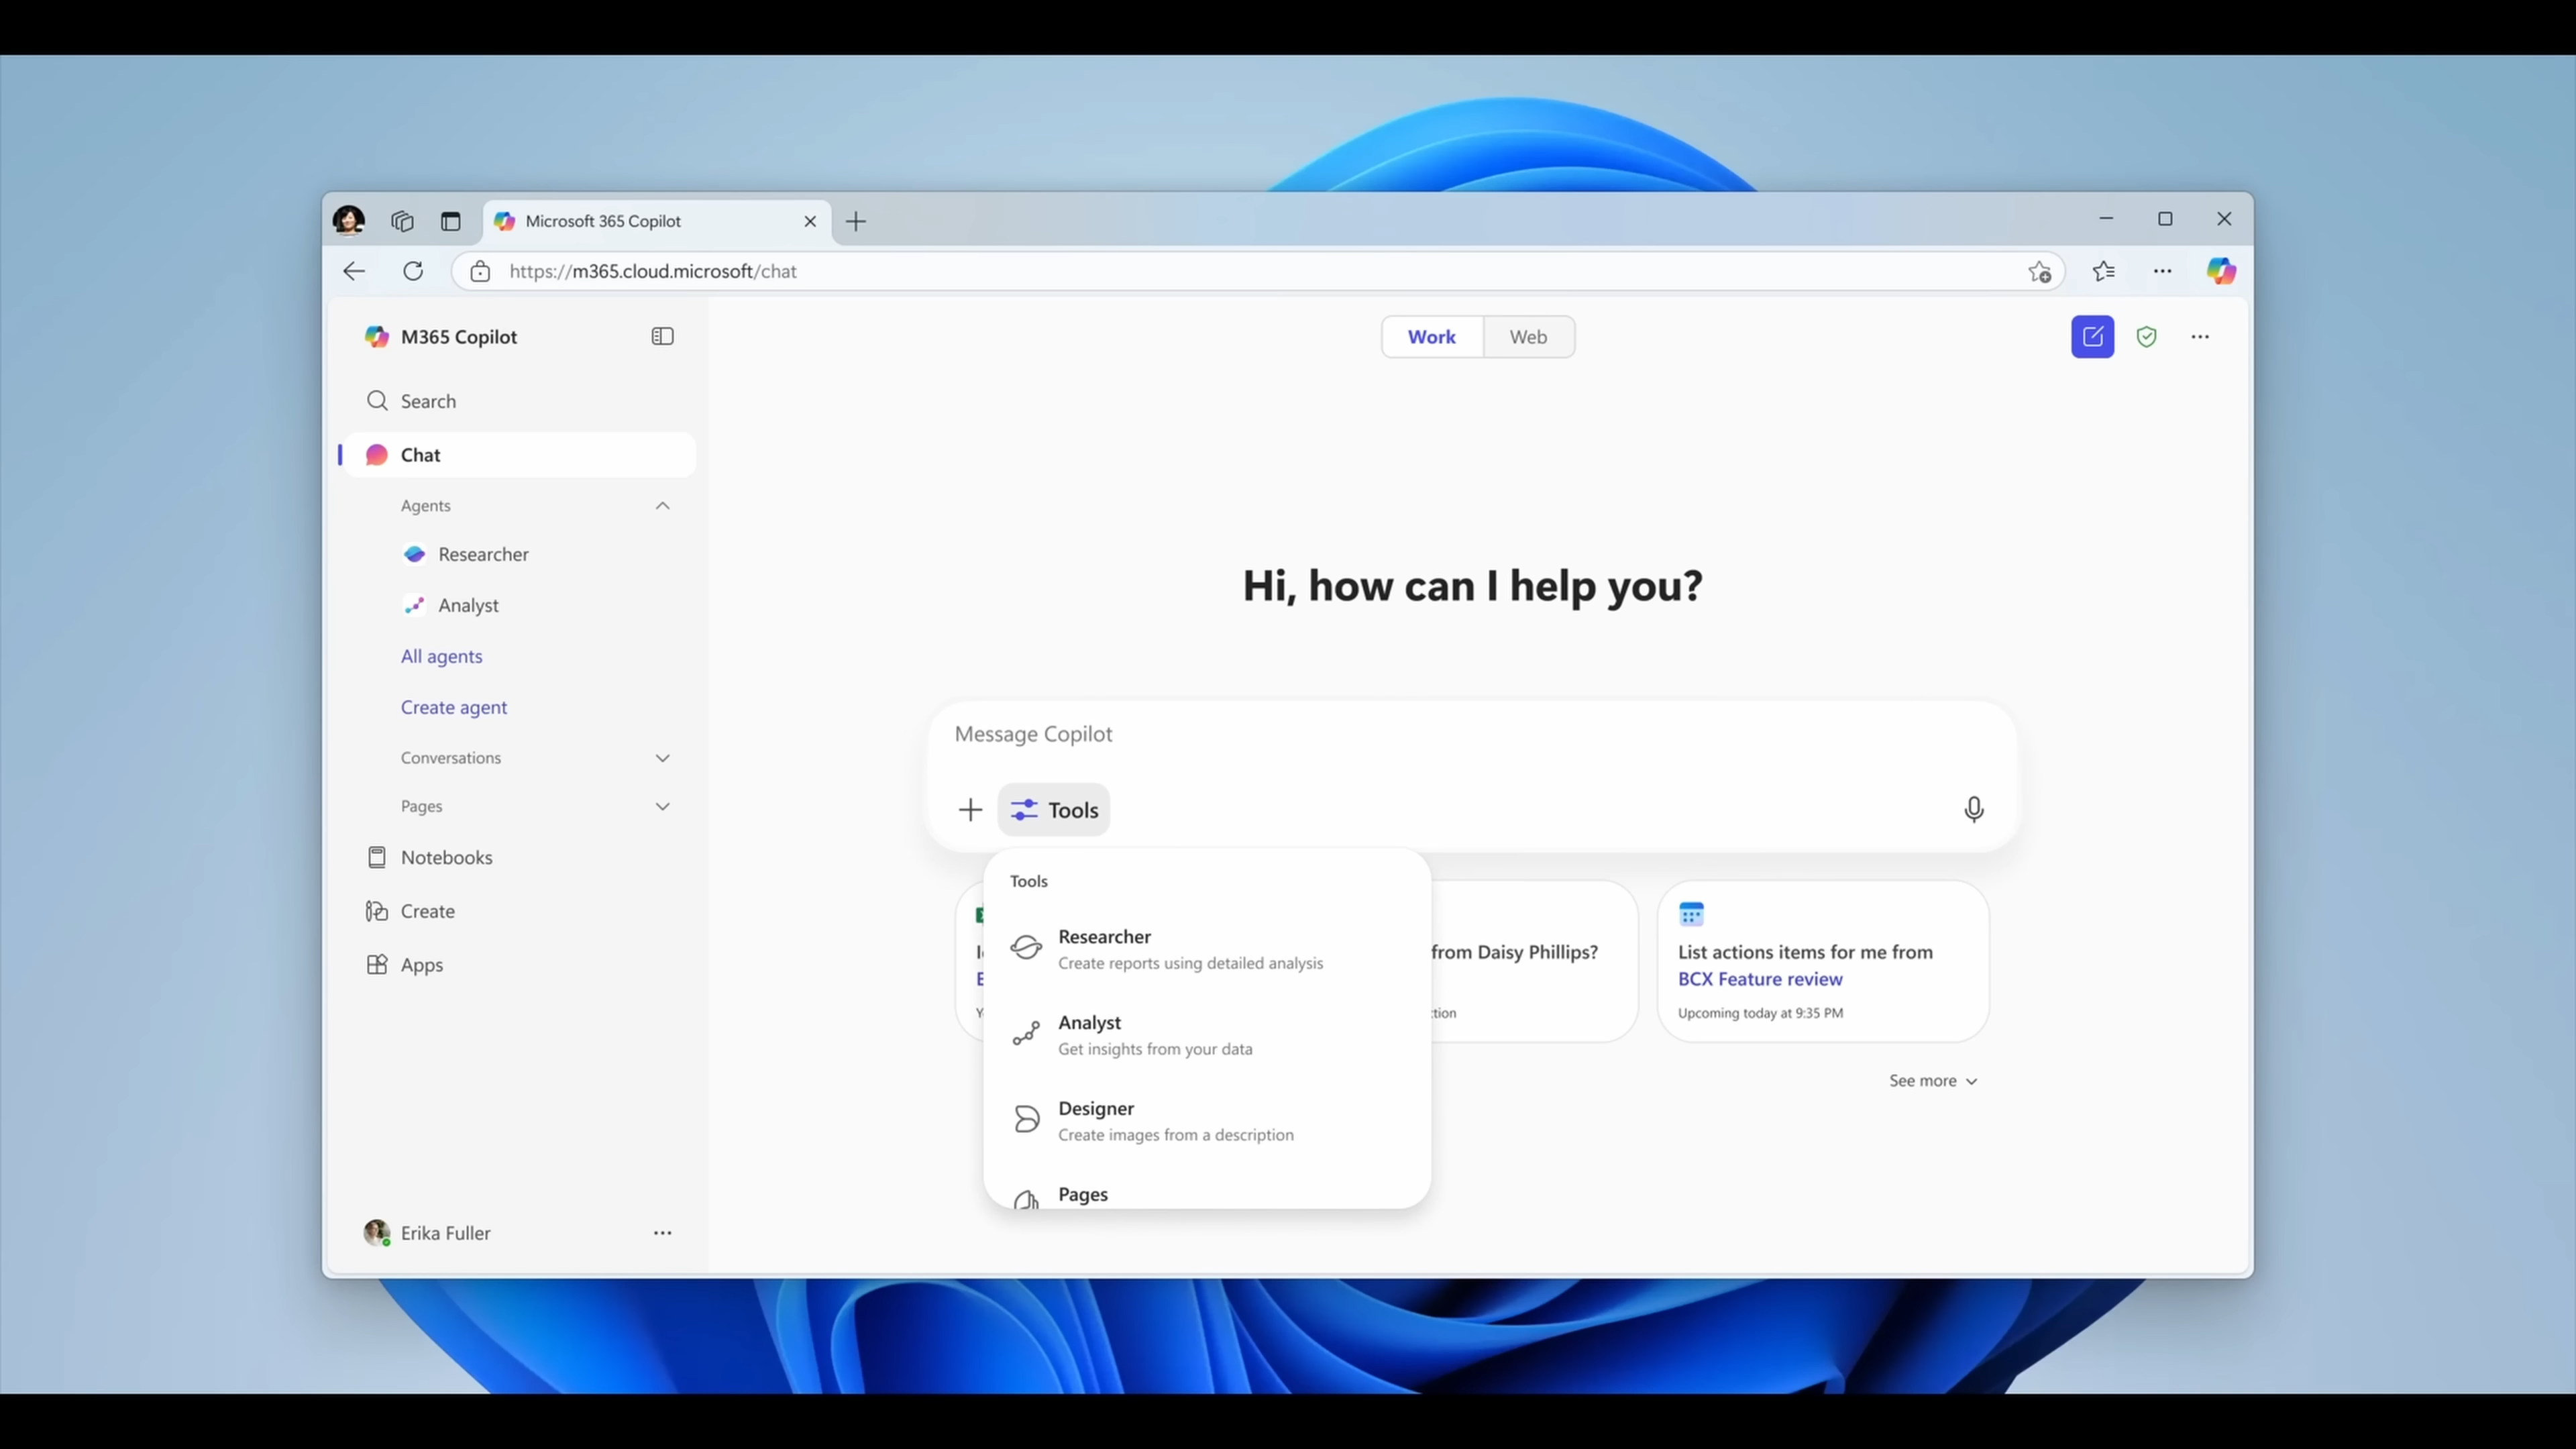 Microsoft 365 Copilot
https://m365.cloud.microsoft/chat
M365 Copilot
Work
Web
Search
Chat
Agents
Researcher
Analyst
All agents
Create agent
Conversations
Pages
Notebooks
Create
Apps
Erika Fuller
Hi, how can I help you?
Message Copilot
Tools
Tools
Researcher
Create reports using detailed analysis
Analyst
Get insights from your data
Designer
Create images from a description
Pages
from Daisy Phillips?
List actions items for me from
BCX Feature review
Upcoming today at 9:35 PM
See more